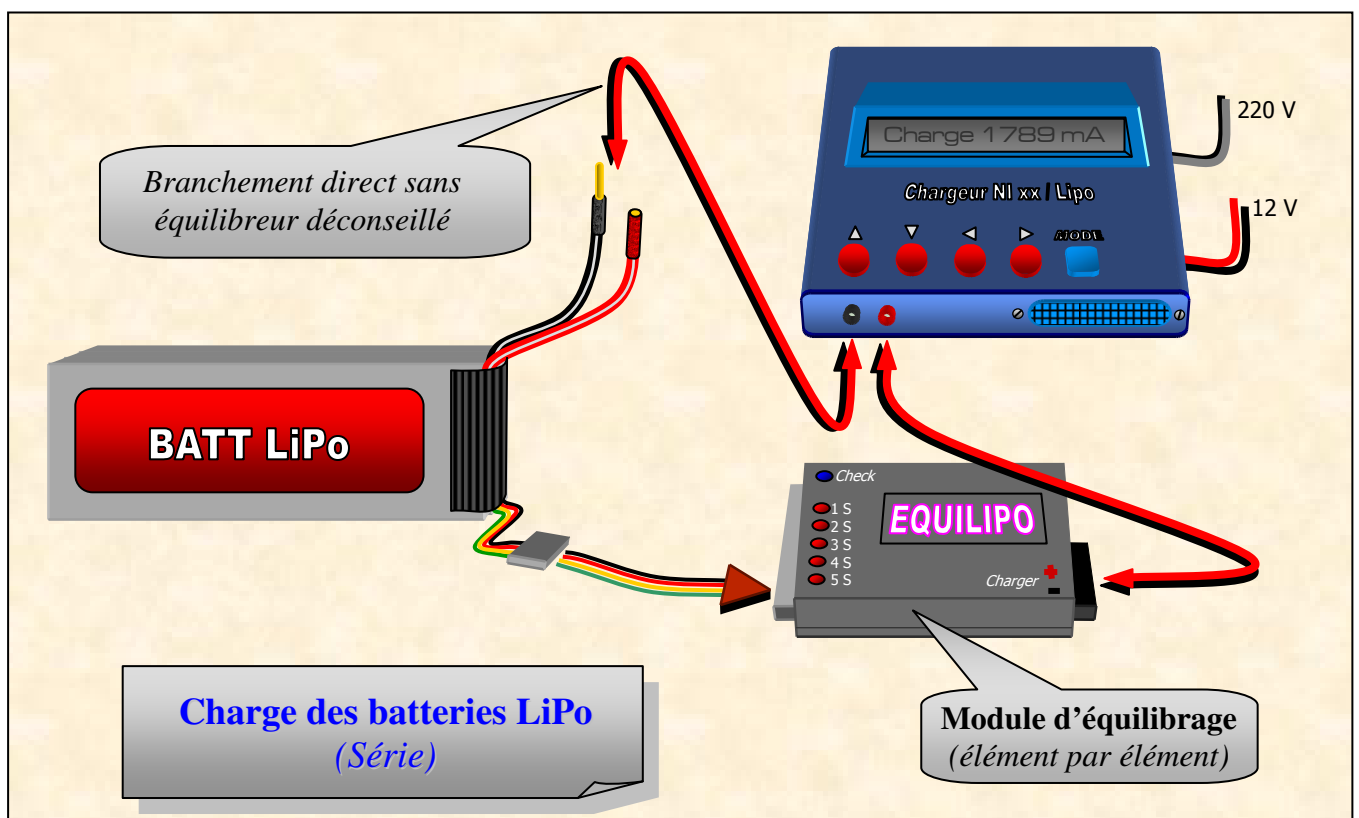 220 V
Charge 1789 mA
Branchement direct sans
équilibreur déconseillé
Chargeur NI xx / Lipo
12 V
MODE
BATT LiPo
Check
1 S
2 S
3 S
4 S
5 S
EQUILIPO
Charger
+
-
Charge des batteries LiPo
(Série)
Module d’équilibrage
(élément par élément)